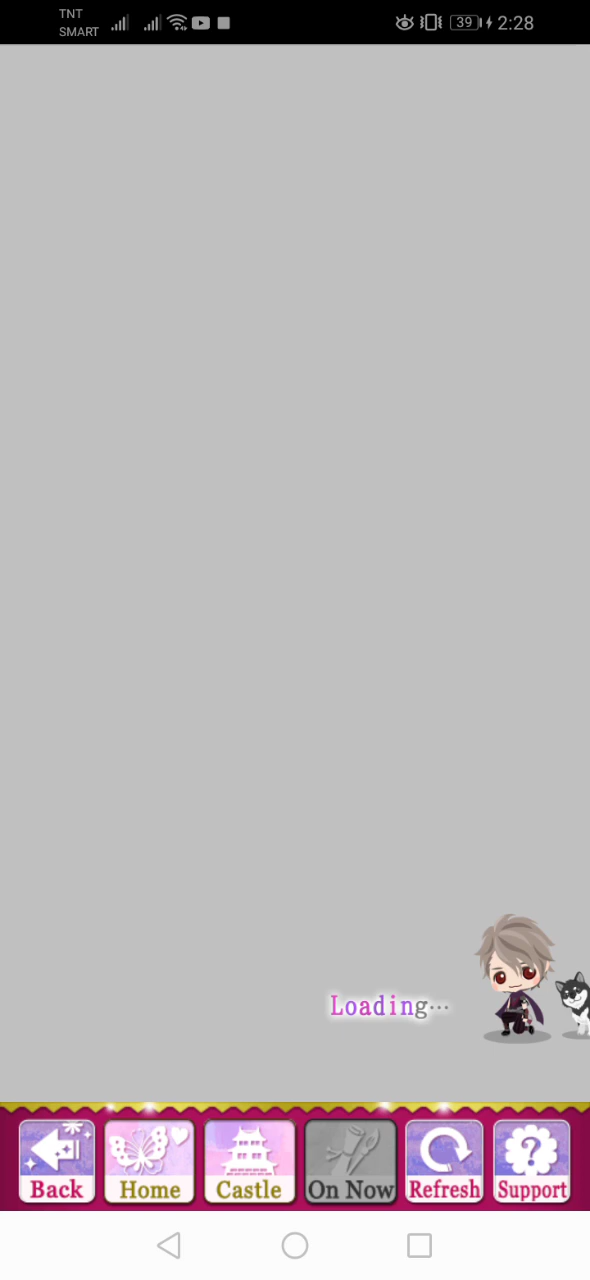 TNT
SMART
39
2:28
Loading…
Back
Home
Castle
On Now
Refresh
Support